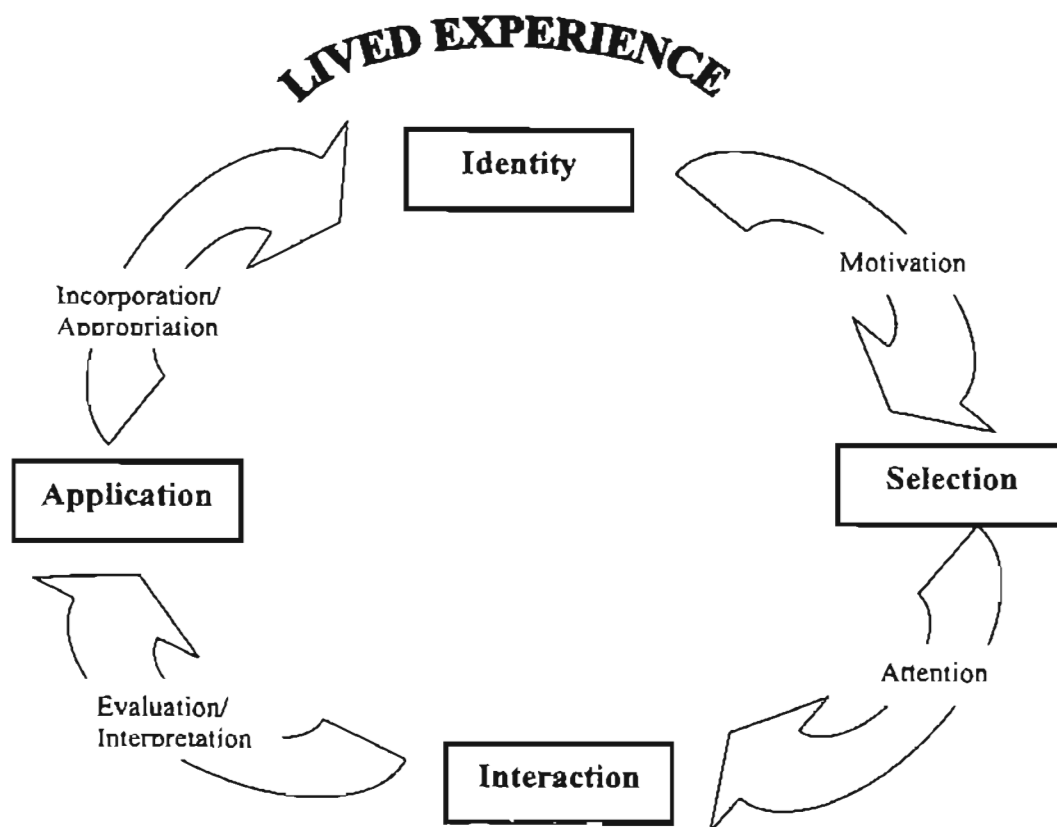 LIVED EXPERIENCE
Identity
Motivation
Selection
Attention
Interaction
Evaluation/
Interpretation
Application
Incorporation/
Appropriation